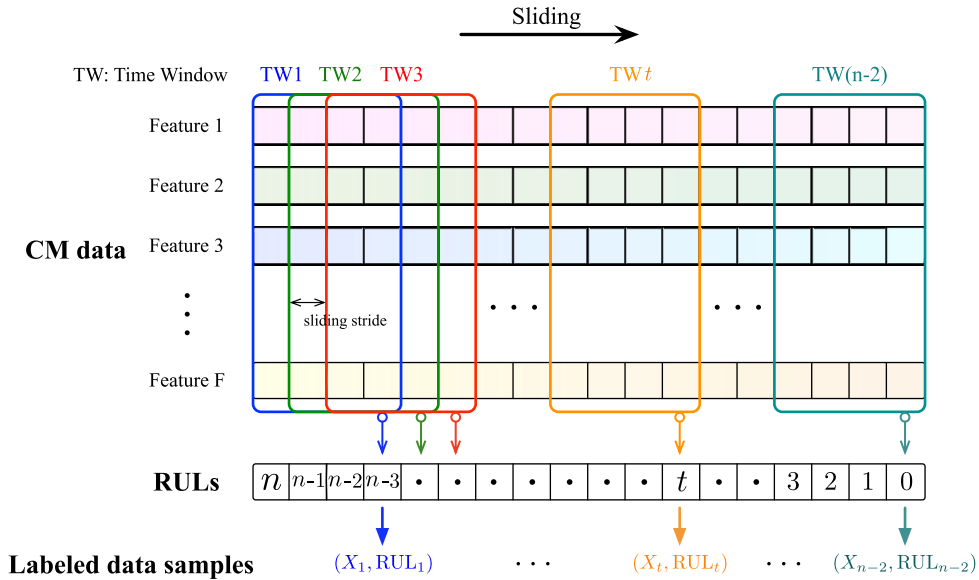 Sliding
TW: Time Window TW1 TW2 TW3 TWt TW(n-2)
Feature 1
Feature 2
CM data
Feature 3
· · ·
sliding stride
Feature F
RULs n n-1 n-2 n-3 · · · · · · · t · · 3 2 1 0
Labeled data samples (X₁, RUL₁) · · · (Xₜ, RULₜ) · · · (Xₙ₋₂, RULₙ₋₂)